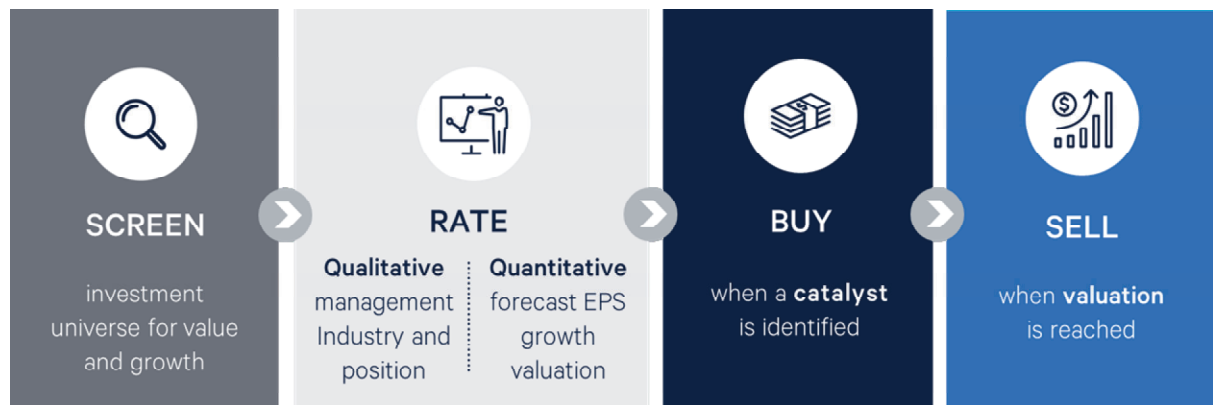 SCREEN
investment
universe for value
and growth
RATE
Qualitative
management
Industry and
position
Quantitative
forecast EPS
growth
valuation
BUY
when a catalyst
is identified
SELL
when valuation
is reached